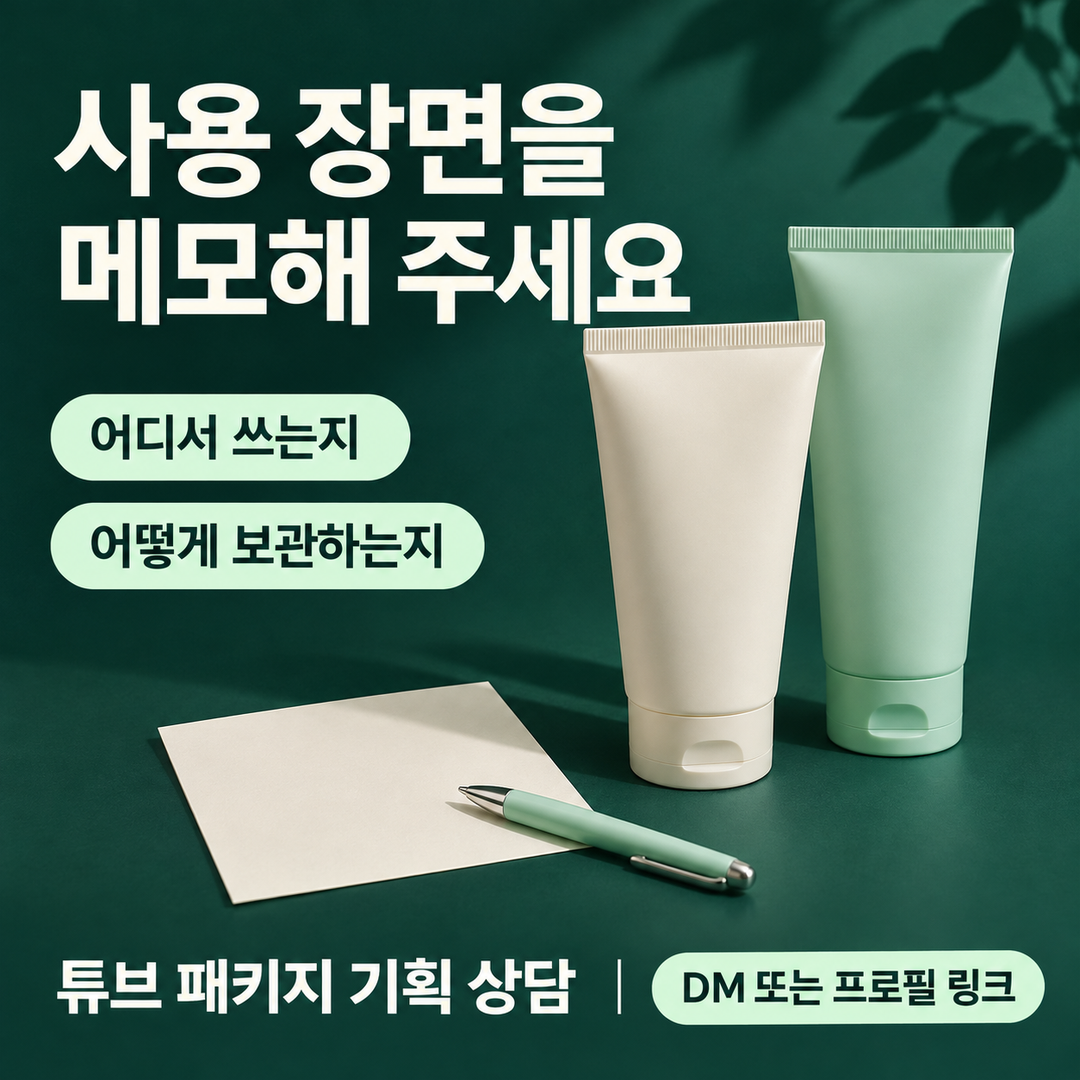 사용 장면을
메모해 주세요
어디서 쓰는지
어떻게 보관하는지
튜브 패키지 기획 상담
DM 또는 프로필 링크